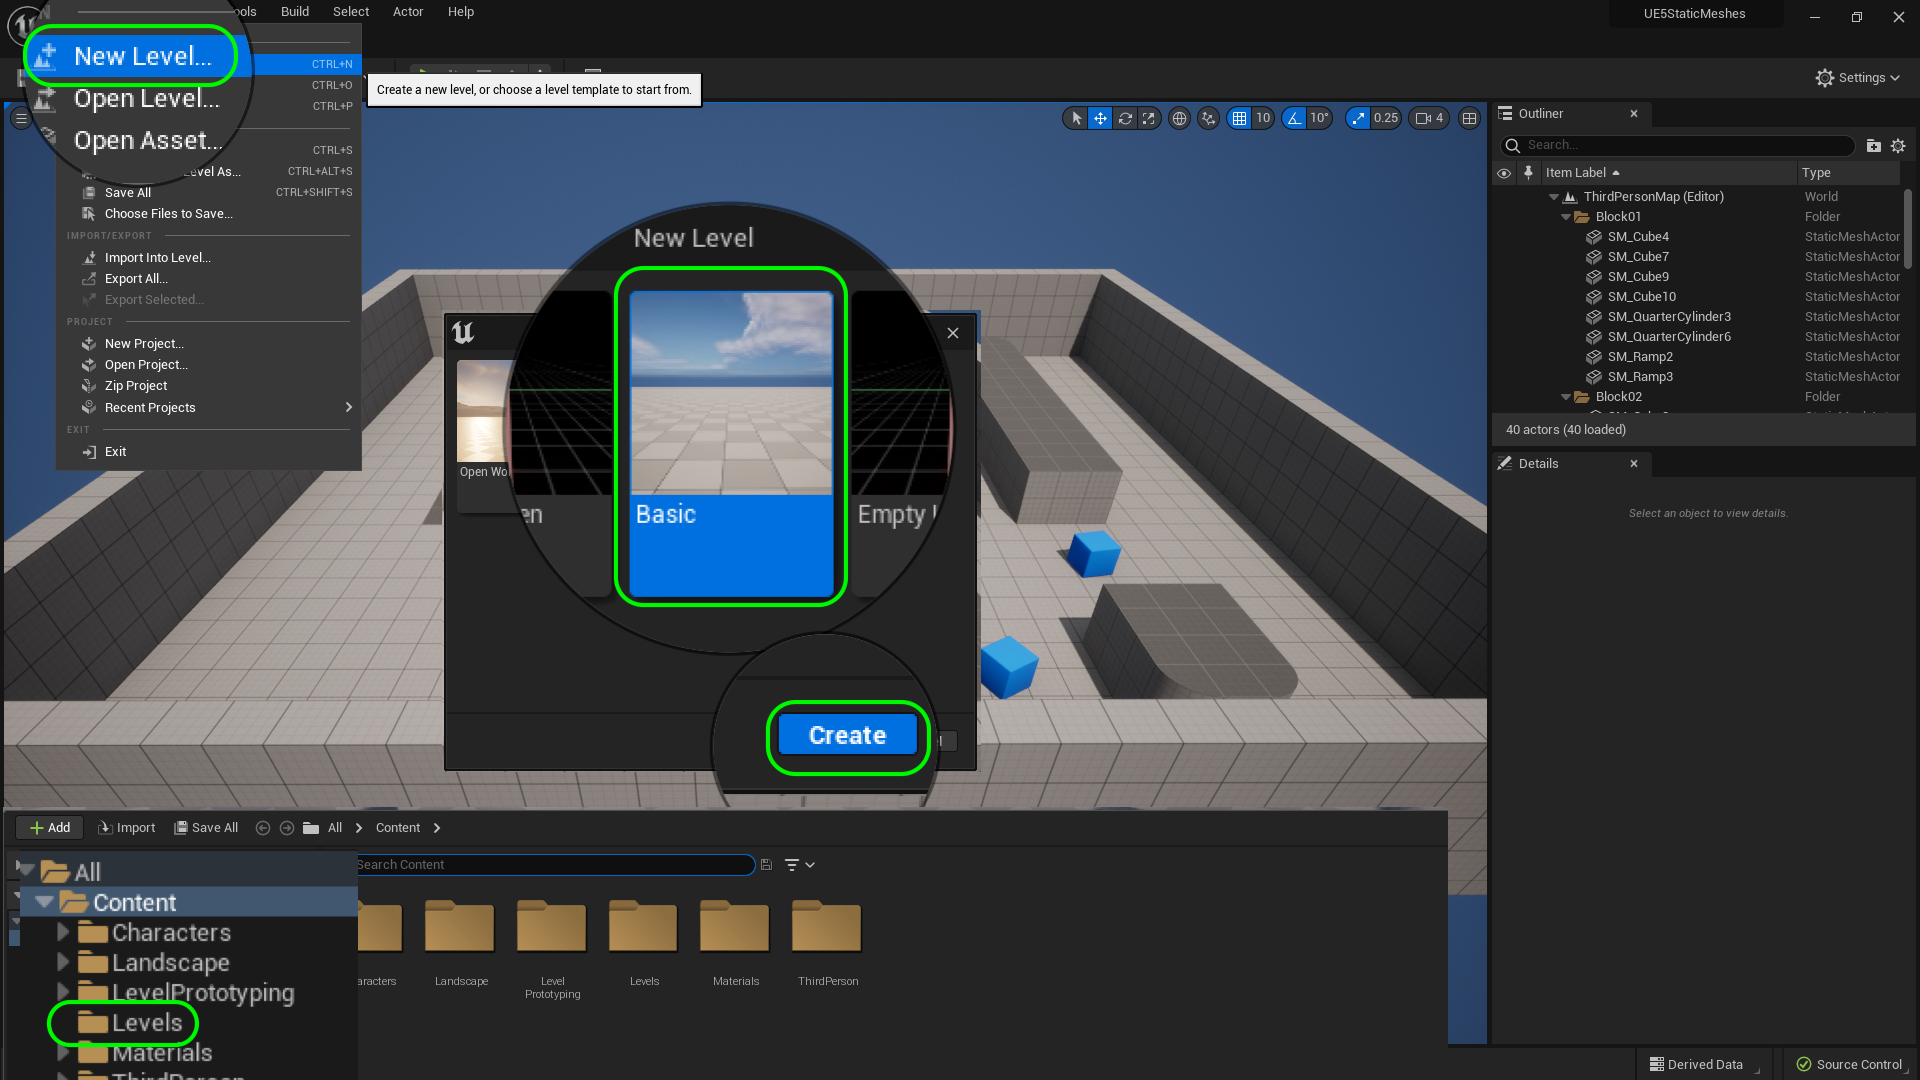 ools Build Select Actor Help
UE5StaticMeshes
New Level... CTRL+N
Open Level... CTRL+O
CTRL+P
Open Asset...
CTRL+S
evel As... CTRL+ALT+S
Save All CTRL+SHIFT+S
Choose Files to Save...
IMPORT/EXPORT
Import Into Level...
Export All...
Export Selected...
PROJECT
New Project...
Open Project...
Zip Project
Recent Projects
EXIT
Exit
Create a new level, or choose a level template to start from.
Settings
10 10° 0.25 4
New Level
Open Wo
en
Basic
Empty
Create
Outliner
Search...
Item Label Type
ThirdPersonMap (Editor) World
Block01 Folder
SM_Cube4 StaticMeshActor
SM_Cube7 StaticMeshActor
SM_Cube9 StaticMeshActor
SM_Cube10 StaticMeshActor
SM_QuarterCylinder3 StaticMeshActor
SM_QuarterCylinder6 StaticMeshActor
SM_Ramp2 StaticMeshActor
SM_Ramp3 StaticMeshActor
Block02 Folder
40 actors (40 loaded)
Details
Select an object to view details.
Add Import Save All All Content
Search Content
All
Content
Characters
Landscape
LevelPrototyping
Levels
Materials
ThirdPerson
aracters
Landscape
Level
Prototyping
Levels
Materials
ThirdPerson
Derived Data Source Control